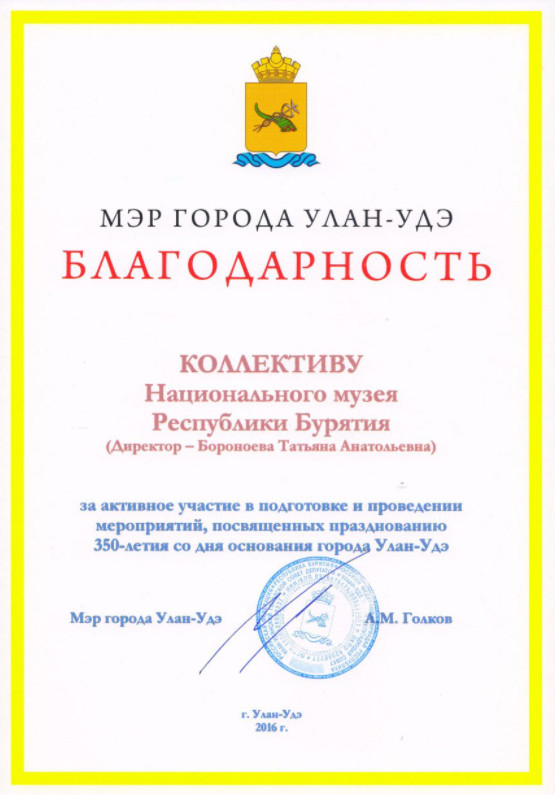 МЭР ГОРОДА УЛАН-УДЭ
БЛАГОДАРНОСТЬ
КОЛЛЕКТИВУ
Национального музея
Республики Бурятия
(Директор – Бороноева Татьяна Анатольевна)
за активное участие в подготовке и проведении
мероприятий, посвященных празднованию
350-летия со дня основания города Улан-Удэ
Мэр города Улан-Удэ А.М. Голков
г. Улан-Удэ
2016 г.